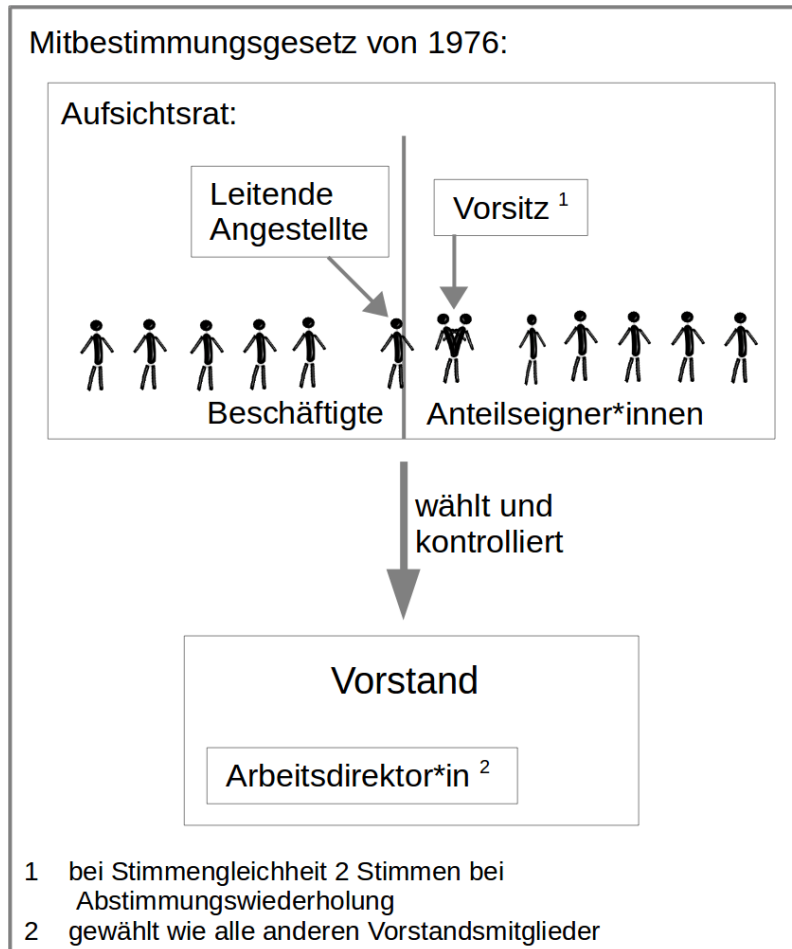 Mitbestimmungsgesetz von 1976:
Aufsichtsrat:
Leitende
Angestellte
Vorsitz 1
Beschäftigte
Anteilseigner*innen
wählt und
kontrolliert
Vorstand
Arbeitsdirektor*in 2
1 bei Stimmengleichheit 2 Stimmen bei
Abstimmungswiederholung
2 gewählt wie alle anderen Vorstandsmitglieder